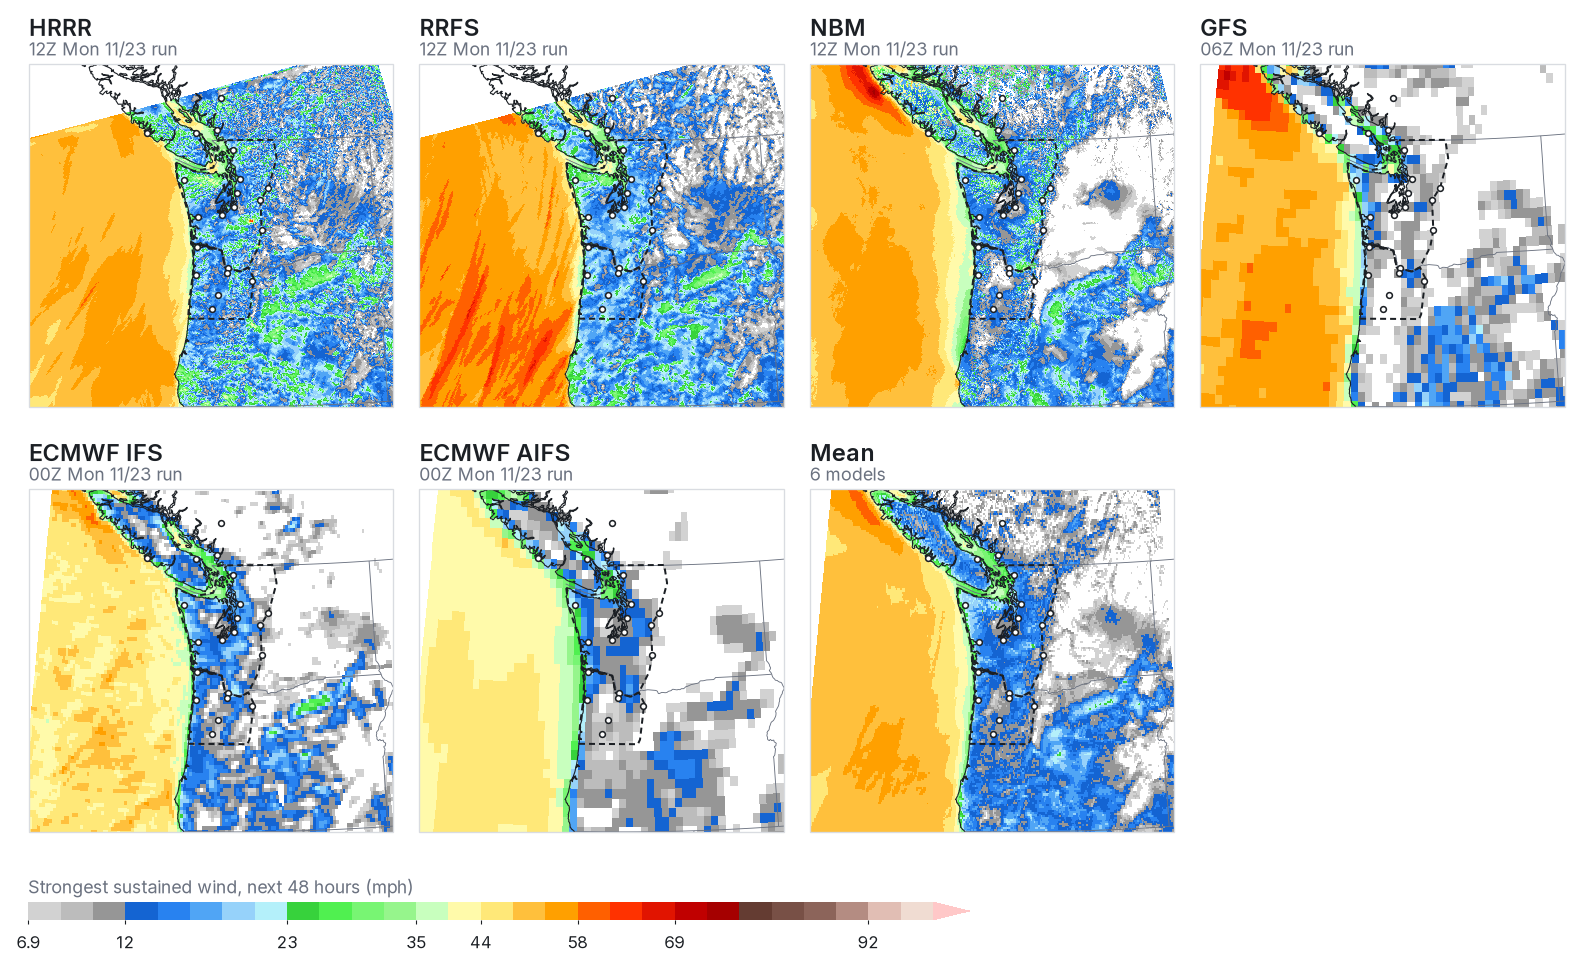 HRRR
12Z Mon 11/23 run
RRFS
12Z Mon 11/23 run
NBM
12Z Mon 11/23 run
GFS
06Z Mon 11/23 run
ECMWF IFS
00Z Mon 11/23 run
ECMWF AIFS
00Z Mon 11/23 run
Mean
6 models
Strongest sustained wind, next 48 hours (mph)
6.9 12 23 35 44 58 69 92